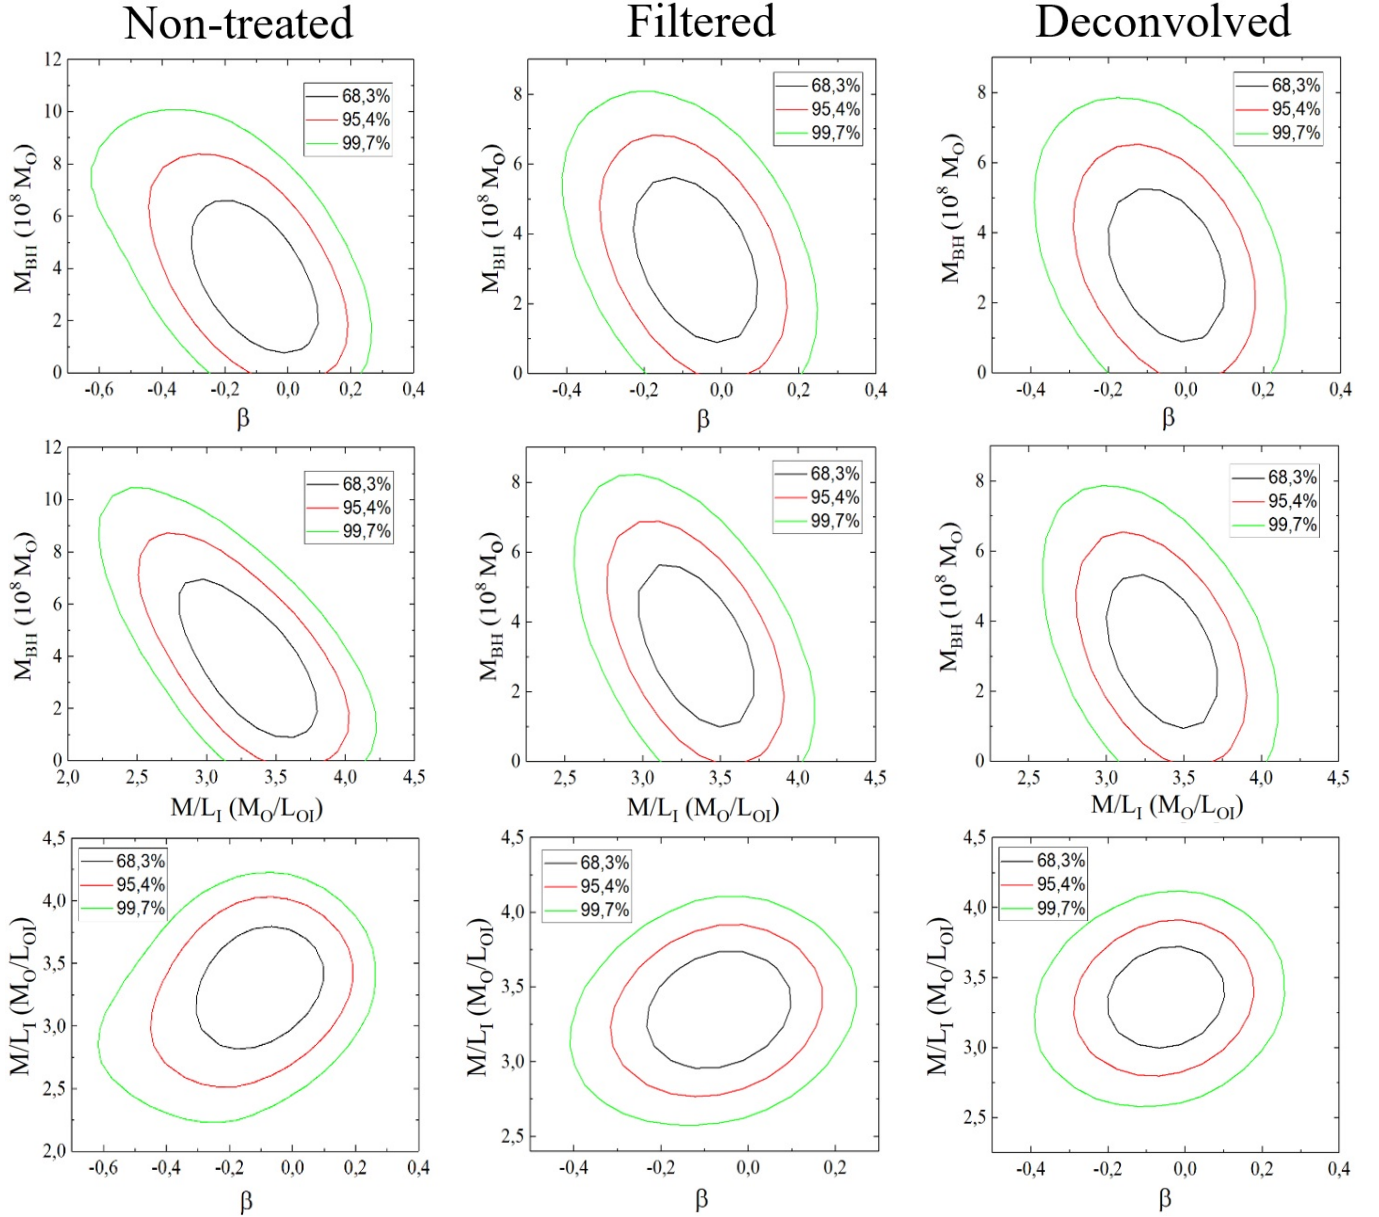 Non-treated
Filtered
Deconvolved
12
10
8
6
4
2
0
M_BH (10^8 M_O)
68,3%
95,4%
99,7%
-0,6 -0,4 -0,2 0,0 0,2 0,4
β
8
6
4
2
0
M_BH (10^8 M_O)
68,3%
95,4%
99,7%
-0,4 -0,2 0,0 0,2 0,4
β
8
6
4
2
0
M_BH (10^8 M_O)
68,3%
95,4%
99,7%
-0,4 -0,2 0,0 0,2 0,4
β
12
10
8
6
4
2
0
M_BH (10^8 M_O)
68,3%
95,4%
99,7%
2,0 2,5 3,0 3,5 4,0 4,5
M/L_I (M_O/L_OI)
8
6
4
2
0
M_BH (10^8 M_O)
68,3%
95,4%
99,7%
2,5 3,0 3,5 4,0 4,5
M/L_I (M_O/L_OI)
8
6
4
2
0
M_BH (10^8 M_O)
68,3%
95,4%
99,7%
2,5 3,0 3,5 4,0 4,5
M/L_I (M_O/L_OI)
4,5
4,0
3,5
3,0
2,5
2,0
M/L_I (M_O/L_OI)
68,3%
95,4%
99,7%
-0,6 -0,4 -0,2 0,0 0,2 0,4
β
4,5
4,0
3,5
3,0
2,5
M/L_I (M_O/L_OI)
68,3%
95,4%
99,7%
-0,4 -0,2 0,0 0,2
β
4,5
4,0
3,5
3,0
2,5
M/L_I (M_O/L_OI)
68,3%
95,4%
99,7%
-0,4 -0,2 0,0 0,2 0,4
β